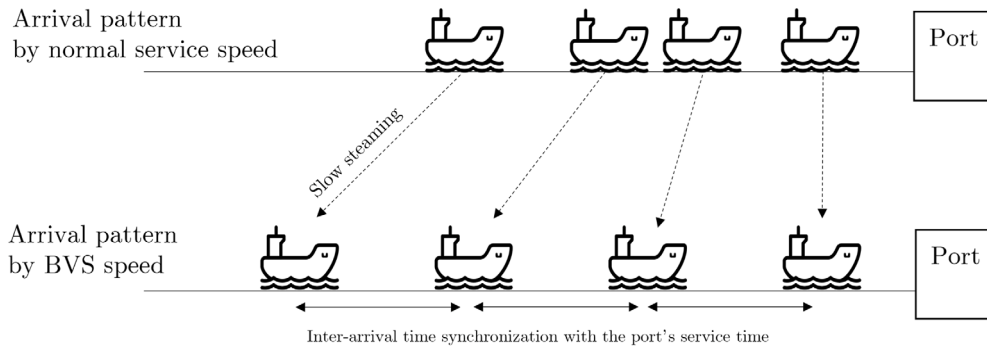 Arrival pattern
by normal service speed
Port
Slow steaming
Arrival pattern
by BVS speed
Port
Inter-arrival time synchronization with the port's service time